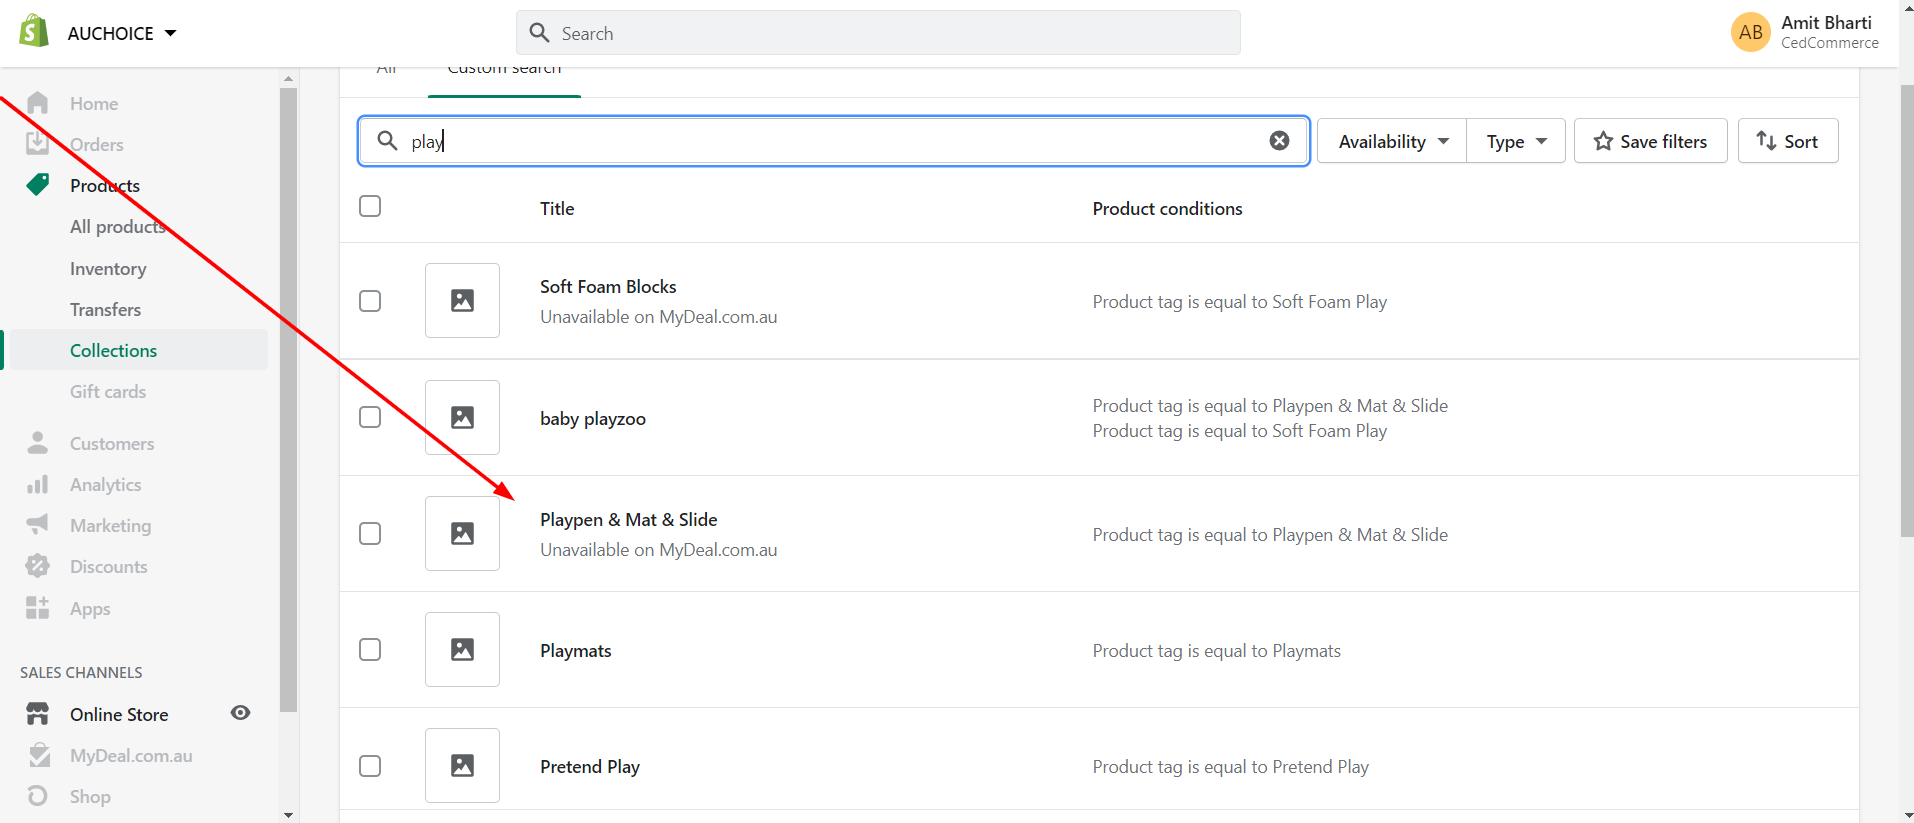 AUCHOICE
Search
Amit Bharti
AB
CedCommerce
All
Custom search
Home
Orders
Products
All products
Inventory
Transfers
Collections
Gift cards
Customers
Analytics
Marketing
Discounts
Apps
SALES CHANNELS
Online Store
MyDeal.com.au
Shop
play
Availability
Type
Save filters
Sort
Title
Product conditions
Soft Foam Blocks
Unavailable on MyDeal.com.au
Product tag is equal to Soft Foam Play
baby playzoo
Product tag is equal to Playpen & Mat & Slide
Product tag is equal to Soft Foam Play
Playpen & Mat & Slide
Unavailable on MyDeal.com.au
Product tag is equal to Playpen & Mat & Slide
Playmats
Product tag is equal to Playmats
Pretend Play
Product tag is equal to Pretend Play